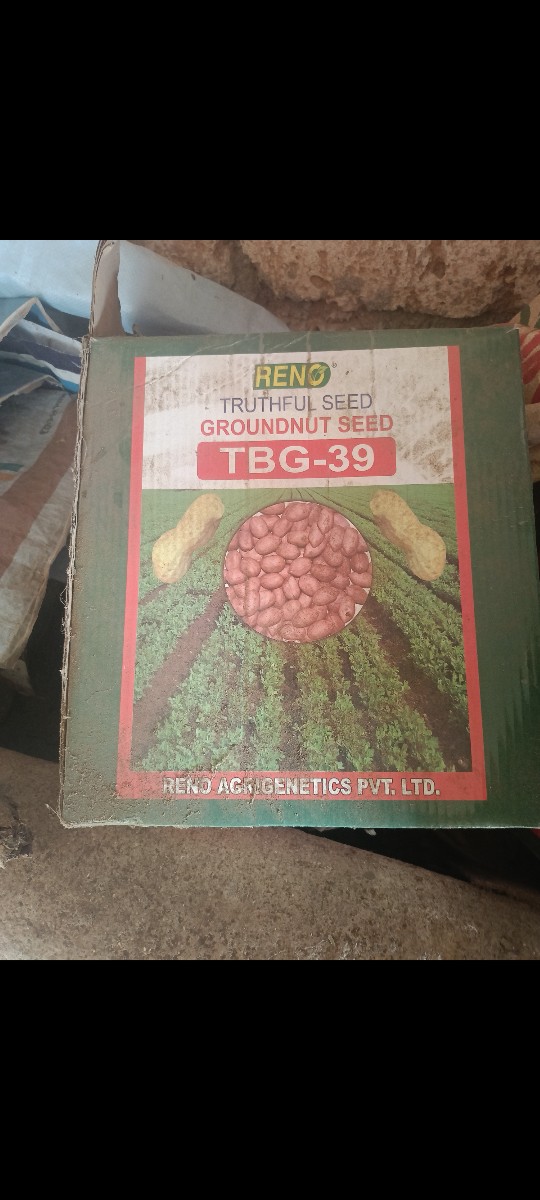 RENO
TRUTHFUL SEED
GROUNDNUT SEED
TBG-39
RENO AGRIGENETICS PVT. LTD.